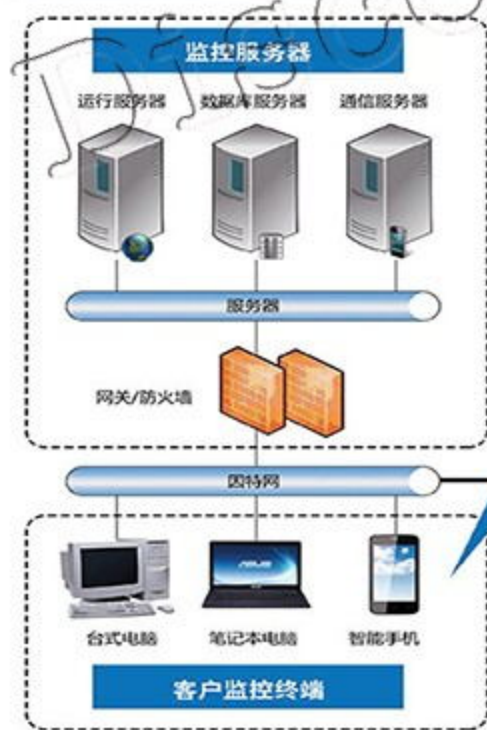 监控服务器
运行服务器 数据库服务器 通信服务器
服务器
网关/防火墙
因特网
ASUS
台式电脑 笔记本电脑 智能手机
客户监控终端